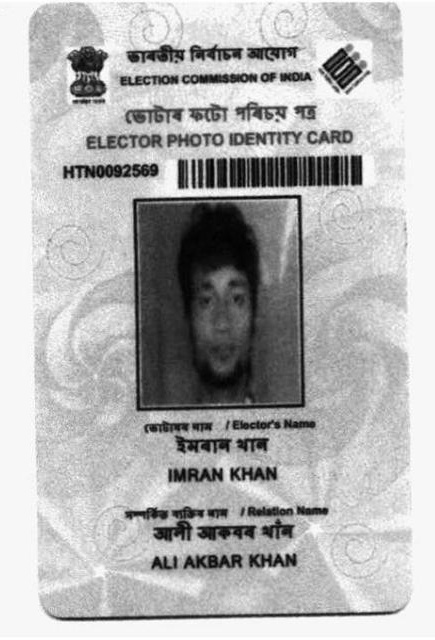 ভাৰতীয় নিৰ্বাচন আয়োগ
ELECTION COMMISSION OF INDIA
ভোটাৰ ফটো পৰিচয় পত্ৰ
ELECTOR PHOTO IDENTITY CARD
HTN0092569
ভোটাৰৰ নাম / Elector's Name
ইমৰান খান
IMRAN KHAN
সম্পৰ্কিত ব্যক্তিৰ নাম / Relation Name
আলী আকবৰ খাঁন
ALI AKBAR KHAN